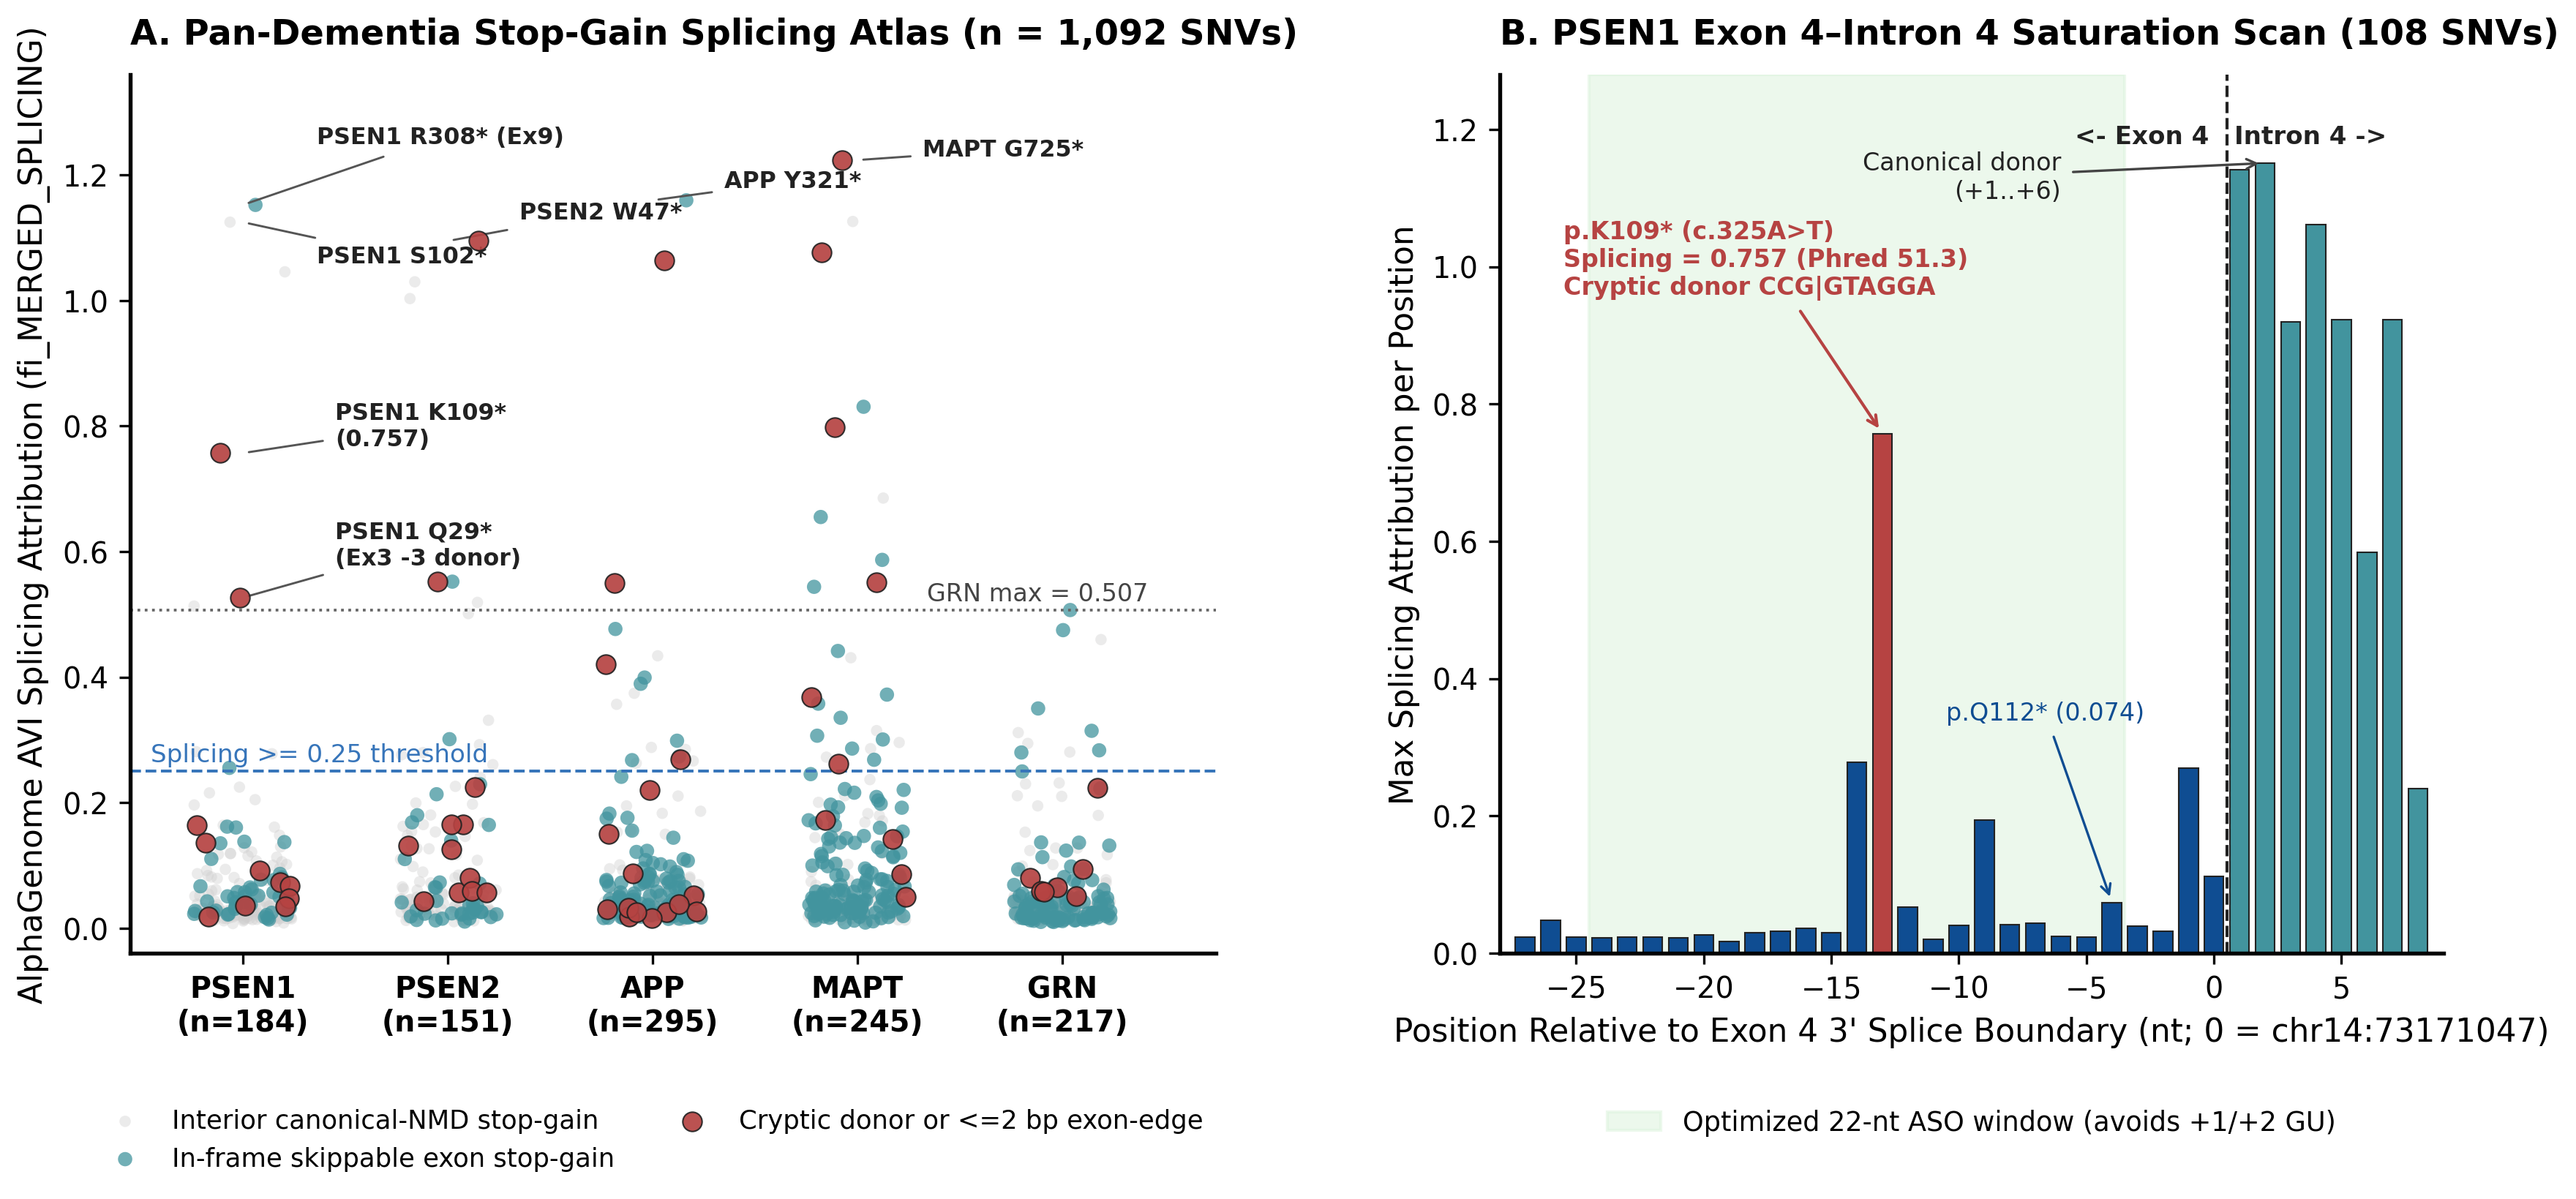 A. Pan-Dementia Stop-Gain Splicing Atlas (n = 1,092 SNVs)
AlphaGenome AVI Splicing Attribution (fi_MERGED_SPLICING)
1.2
1.0
0.8
0.6
0.4
0.2
0.0
PSEN1 R308* (Ex9)
PSEN1 S102*
PSEN2 W47*
APP Y321*
MAPT G725*
PSEN1 K109*
(0.757)
PSEN1 Q29*
(Ex3 -3 donor)
GRN max = 0.507
Splicing >= 0.25 threshold
PSEN1
(n=184)
PSEN2
(n=151)
APP
(n=295)
MAPT
(n=245)
GRN
(n=217)
Interior canonical-NMD stop-gain
In-frame skippable exon stop-gain
Cryptic donor or <=2 bp exon-edge
B. PSEN1 Exon 4–Intron 4 Saturation Scan (108 SNVs)
Max Splicing Attribution per Position
1.2
1.0
0.8
0.6
0.4
0.2
0.0
<- Exon 4
Intron 4 ->
Canonical donor
(+1..+6)
p.K109* (c.325A>T)
Splicing = 0.757 (Phred 51.3)
Cryptic donor CCG|GTAGGA
p.Q112* (0.074)
−25
−20
−15
−10
−5
0
5
Position Relative to Exon 4 3' Splice Boundary (nt; 0 = chr14:73171047)
Optimized 22-nt ASO window (avoids +1/+2 GU)